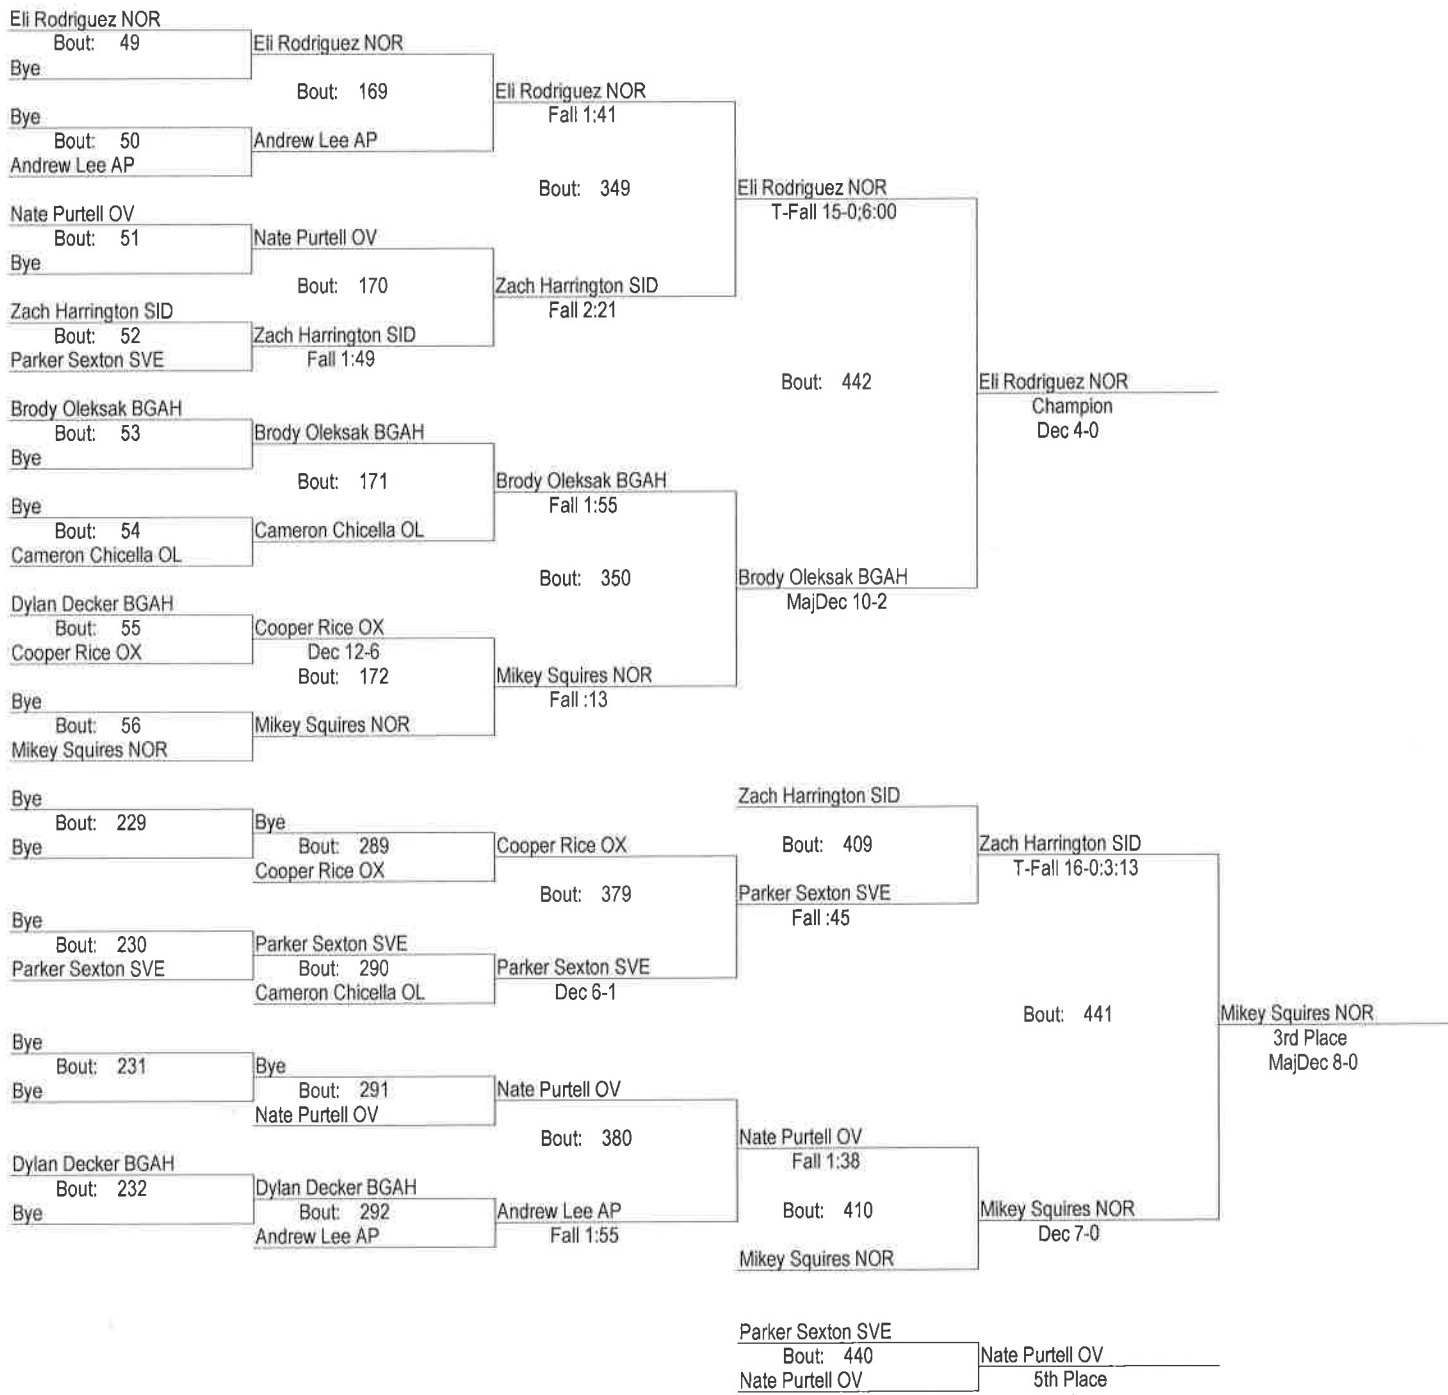 Eli Rodriguez NOR
Bout: 49
Bye
Bye
Bout: 50
Andrew Lee AP
Nate Purtell OV
Bout: 51
Bye
Zach Harrington SID
Bout: 52
Parker Sexton SVE
Brody Oleksak BGAH
Bout: 53
Bye
Bye
Bout: 54
Cameron Chicella OL
Dylan Decker BGAH
Bout: 55
Cooper Rice OX
Bye
Bout: 56
Mikey Squires NOR
Eli Rodriguez NOR
Bout: 169
Andrew Lee AP
Nate Purtell OV
Bout: 170
Zach Harrington SID
Fall 1:49
Brody Oleksak BGAH
Bout: 171
Cameron Chicella OL
Cooper Rice OX
Dec 12-6
Bout: 172
Mikey Squires NOR
Eli Rodriguez NOR
Fall 1:41
Bout: 349
Zach Harrington SID
Fall 2:21
Brody Oleksak BGAH
Fall 1:55
Bout: 350
Mikey Squires NOR
Fall :13
Eli Rodriguez NOR
T-Fall 15-0;6:00
Bout: 442
Brody Oleksak BGAH
MajDec 10-2
Eli Rodriguez NOR
Champion
Dec 4-0
Bye
Bout: 229
Bye
Bye
Bout: 230
Parker Sexton SVE
Bye
Bout: 231
Bye
Dylan Decker BGAH
Bout: 232
Bye
Bye
Bout: 289
Cooper Rice OX
Parker Sexton SVE
Bout: 290
Cameron Chicella OL
Bye
Bout: 291
Nate Purtell OV
Dylan Decker BGAH
Bout: 292
Andrew Lee AP
Cooper Rice OX
Bout: 379
Parker Sexton SVE
Dec 6-1
Nate Purtell OV
Bout: 380
Andrew Lee AP
Fall 1:55
Zach Harrington SID
Bout: 409
Parker Sexton SVE
Fall :45
Nate Purtell OV
Fall 1:38
Bout: 410
Mikey Squires NOR
Zach Harrington SID
T-Fall 16-0:3:13
Bout: 441
Mikey Squires NOR
Dec 7-0
Mikey Squires NOR
3rd Place
MajDec 8-0
Parker Sexton SVE
Bout: 440
Nate Purtell OV
Nate Purtell OV
5th Place